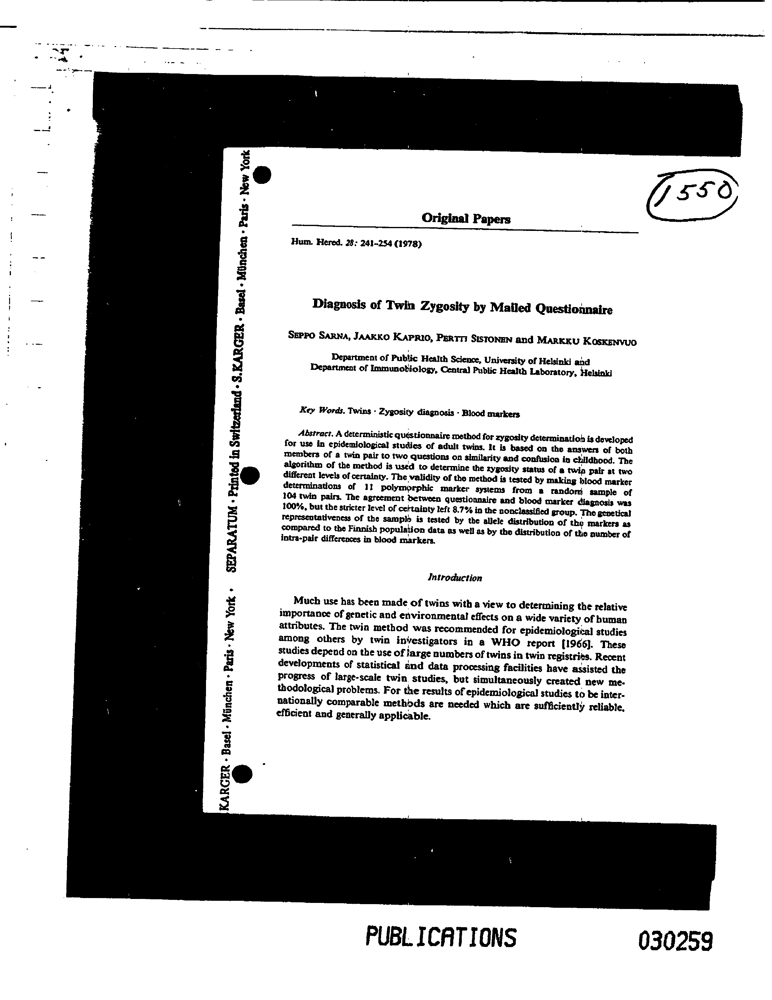 1550
Original Papers
Hum. Hered. 28: 241–254 (1978)
Diagnosis of Twin Zygosity by Mailed Questionnaire
SEPPO SARNA, JAAKKO KAPRIO, PERTTI SISTONEN and MARKKU KOSKENVUO
Department of Public Health Science, University of Helsinki and
Department of Immunobiology, Central Public Health Laboratory, Helsinki
Key Words. Twins · Zygosity diagnosis · Blood markers
Abstract. A deterministic questionnaire method for zygosity determination is developed
for use in epidemiological studies of adult twins. It is based on the answers of both
members of a twin pair to two questions on similarity and confusion in childhood. The
algorithm of the method is used to determine the zygosity status of a twin pair at two
different levels of certainty. The validity of the method is tested by making blood marker
determinations of 11 polymorphic marker systems from a random sample of
104 twin pairs. The agreement between questionnaire and blood marker diagnosis was
100%, but the stricter level of certainty left 8.7% in the nonclassified group. The genetical
representativeness of the sample is tested by the allele distribution of the markers as
compared to the Finnish population data as well as by the distribution of the number of
intra-pair differences in blood markers.
Introduction
Much use has been made of twins with a view to determining the relative
importance of genetic and environmental effects on a wide variety of human
attributes. The twin method was recommended for epidemiological studies
among others by twin investigators in a WHO report [1966]. These
studies depend on the use of large numbers of twins in twin registries. Recent
developments of statistical and data processing facilities have assisted the
progress of large-scale twin studies, but simultaneously created new me-
thodological problems. For the results of epidemiological studies to be inter-
nationally comparable methods are needed which are sufficiently reliable,
efficient and generally applicable.
KARGER · Basel · München · Paris · New York · SEPARATUM · Printed in Switzerland · S. KARGER · Basel · München · Paris · New York
PUBLICATIONS 030259